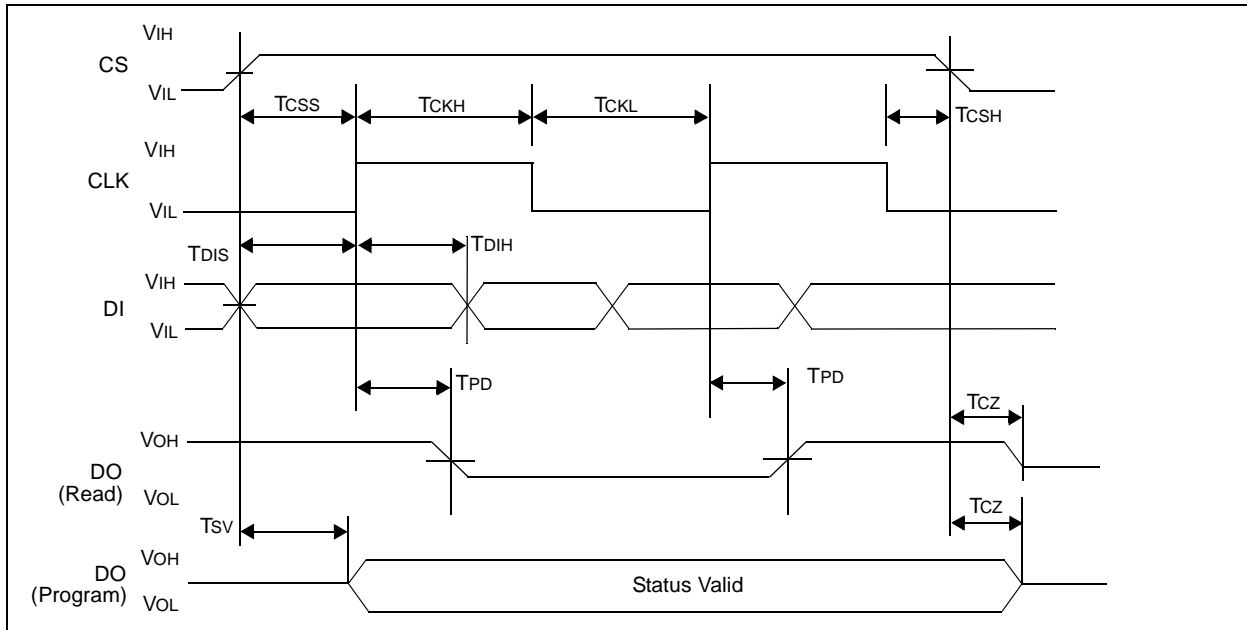 VIH
CS
VIL
TCSS
TCKH
TCKL
TCSH
VIH
CLK
VIL
TDIS
TDIH
VIH
DI
VIL
TPD
TPD
TCZ
VOH
DO
(Read)
VOL
TSV
TCZ
VOH
DO
(Program)
VOL
Status Valid